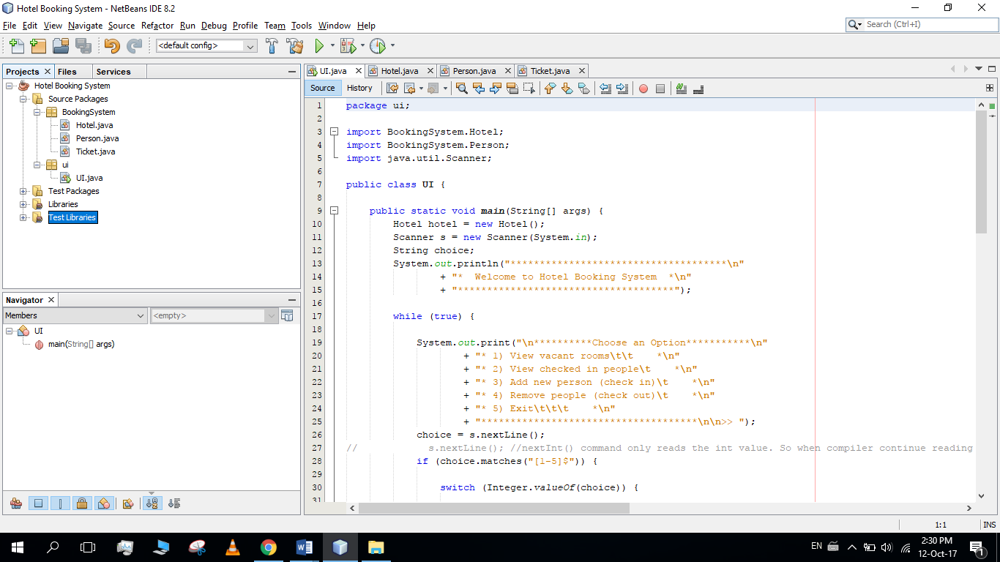 Hotel Booking System - NetBeans IDE 8.2
File Edit View Navigate Source Refactor Run Debug Profile Team Tools Window Help
Search (Ctrl+I)
<default config>
Projects Files Services
Hotel Booking System
Source Packages
BookingSystem
Hotel.java
Person.java
Ticket.java
ui
UI.java
Test Packages
Libraries
Test Libraries
Navigator
Members <empty>
UI
main(String[] args)
UI.java Hotel.java Person.java Ticket.java
Source History
1 package ui;
2
3 import BookingSystem.Hotel;
4 import BookingSystem.Person;
5 import java.util.Scanner;
6
7 public class UI {
8
9 public static void main(String[] args) {
10 Hotel hotel = new Hotel();
11 Scanner s = new Scanner(System.in);
12 String choice;
13 System.out.println("*************************************\n"
14 + "*  Welcome to Hotel Booking System  *\n"
15 + "*************************************");
16
17 while (true) {
18
19 System.out.print("\n**********Choose an Option***********\n"
20 + "* 1) View vacant rooms\t\t    *\n"
21 + "* 2) View checked in people\t    *\n"
22 + "* 3) Add new person (check in)\t    *\n"
23 + "* 4) Remove people (check out)\t    *\n"
24 + "* 5) Exit\t\t\t    *\n"
25 + "*************************************\n\n>> ");
26 choice = s.nextLine();
27 // s.nextLine(); //nextInt() command only reads the int value. So when compiler continue reading
28 if (choice.matches("[1-5]$")) {
29
30 switch (Integer.valueOf(choice)) {
31
1:1 INS
EN 2:30 PM
12-Oct-17 1